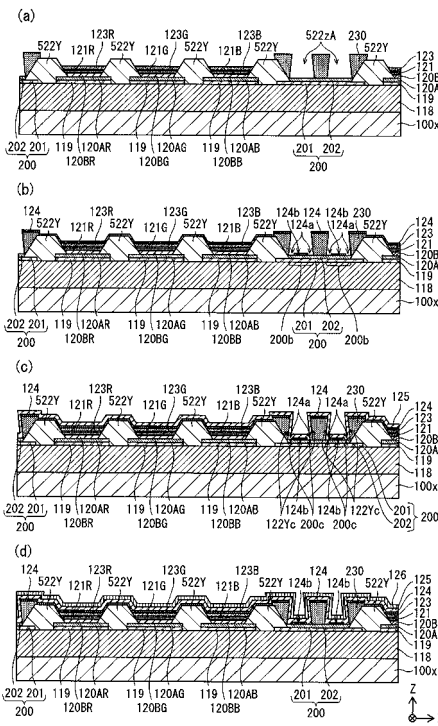 (a)
123R 123G 123B
522Y 121R 522Y 121G 522Y 121B 522Y 522zA 230 522Y
123
121
120B
120A
119
118
100x
202 201 119 120AR 119 120AG 119 120AB 201 202
200 120BR 120BG 120BB 200
(b)
124 123R 123G 123B 124b 124 124b
522Y 121R 522Y 121G 522Y 121B 522Y 124a 124a 230 522Y
124
123
121
120B
120A
119
118
100x
202 201 119 120AR 119 120AG 119 120AB 201 202
200 120BR 120BG 120BB 200b 200 200b
(c)
124 123R 123G 123B 124 230
522Y 121R 522Y 121G 522Y 121B 522Y 124a 124a 522Y 125
124
123
121
120B
120A
119
118
100x
202 201 119 120AR 119 120AG 119 120AB 124b 124b 122Yc 201
200 120BR 120BG 120BB 122Yc 200c 200c 202 200
(d)
124 123R 123G 123B 124 230 126
522Y 121R 522Y 121G 522Y 121B 522Y 124b 124b 522Y 125
124
123
121
120B
120A
119
118
100x
202 201 119 120AR 119 120AG 119 120AB 201 202
200 120BR 120BG 120BB 200
Z
X
Y